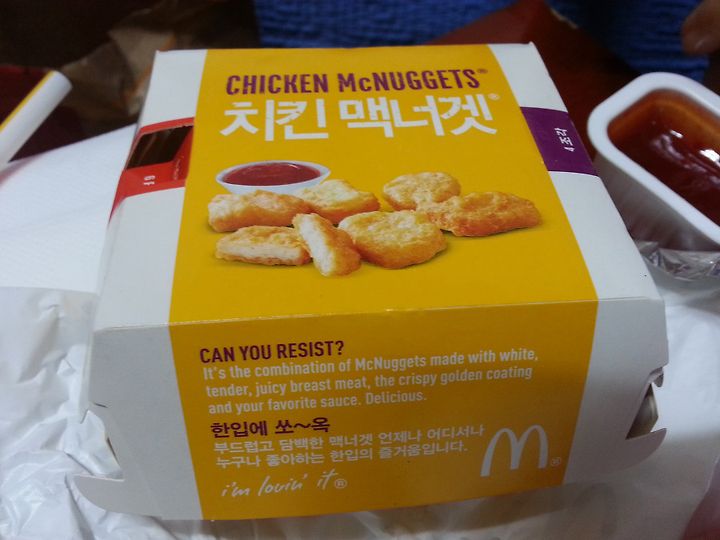 CHICKEN McNUGGETS®
치킨 맥너겟®
4조각
CAN YOU RESIST?
It's the combination of McNuggets made with white,
tender, juicy breast meat, the crispy golden coating
and your favorite sauce. Delicious.
한입에 쏘~옥
부드럽고 담백한 맥너겟 언제나 어디서나
누구나 좋아하는 한입의 즐거움입니다.
i'm lovin' it®